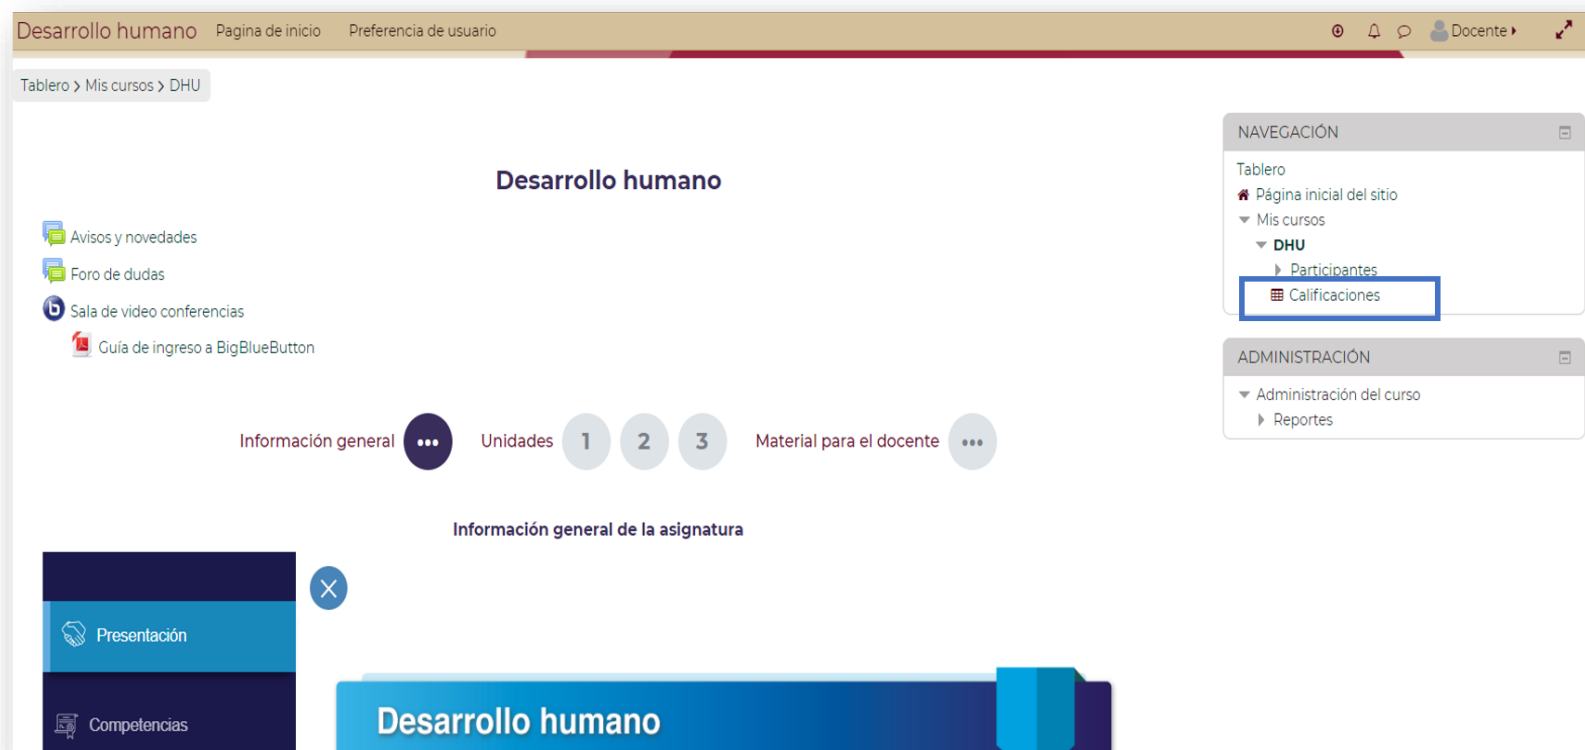 Desarrollo humano Pagina de inicio Preferencia de usuario Docente
Tablero > Mis cursos > DHU
Desarrollo humano
Avisos y novedades
Foro de dudas
Sala de video conferencias
Guía de ingreso a BigBlueButton
Información general ••• Unidades 1 2 3 Material para el docente •••
Información general de la asignatura
Presentación
Competencias
Desarrollo humano
NAVEGACIÓN
Tablero
Página inicial del sitio
Mis cursos
DHU
Participantes
Calificaciones
ADMINISTRACIÓN
Administración del curso
Reportes